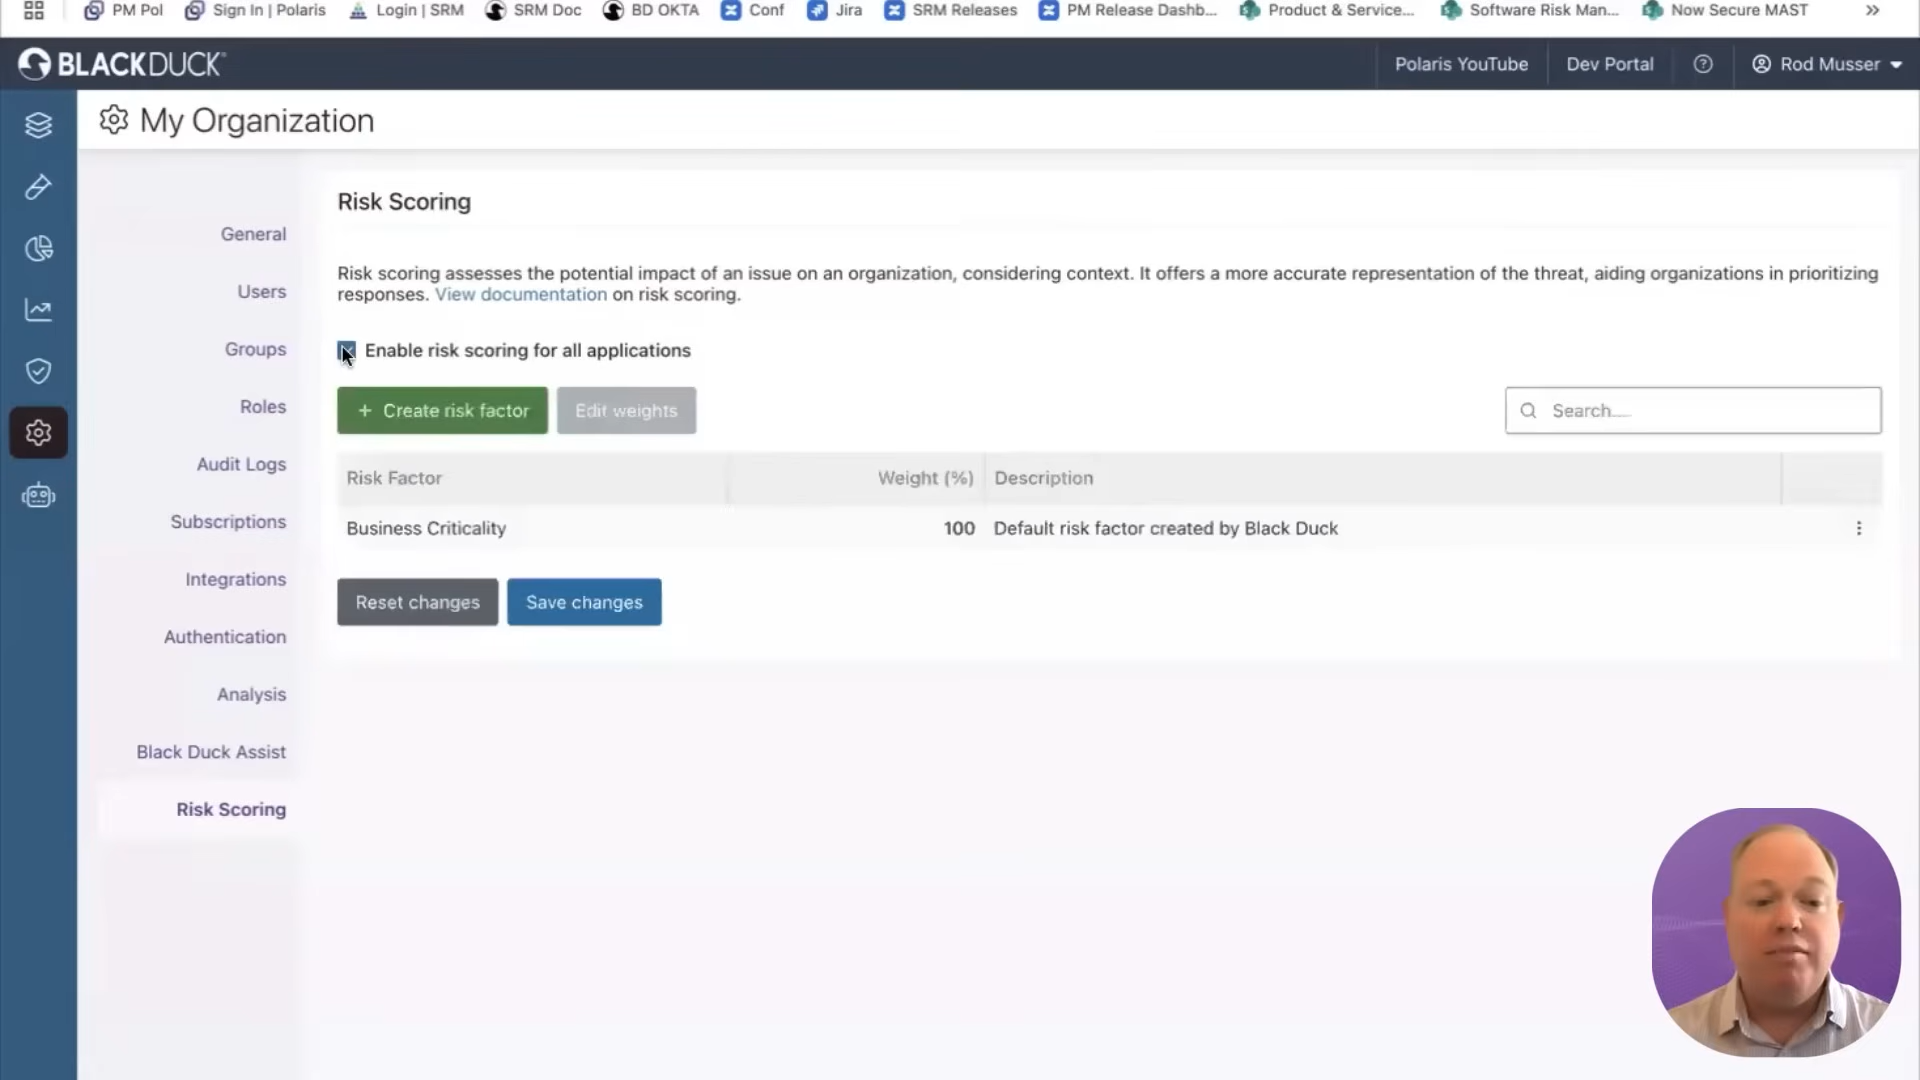 PM Pol
Sign In | Polaris
Login | SRM
SRM Doc
BD OKTA
Conf
Jira
SRM Releases
PM Release Dashb...
Product & Service...
Software Risk Man...
Now Secure MAST
BLACKDUCK
Polaris YouTube
Dev Portal
Rod Musser
My Organization
General
Users
Groups
Roles
Audit Logs
Subscriptions
Integrations
Authentication
Analysis
Black Duck Assist
Risk Scoring
Risk Scoring
Risk scoring assesses the potential impact of an issue on an organization, considering context. It offers a more accurate representation of the threat, aiding organizations in prioritizing
responses. View documentation on risk scoring.
Enable risk scoring for all applications
+ Create risk factor
Edit weights
Search....
Risk Factor Weight (%) Description
Business Criticality 100 Default risk factor created by Black Duck
Reset changes
Save changes